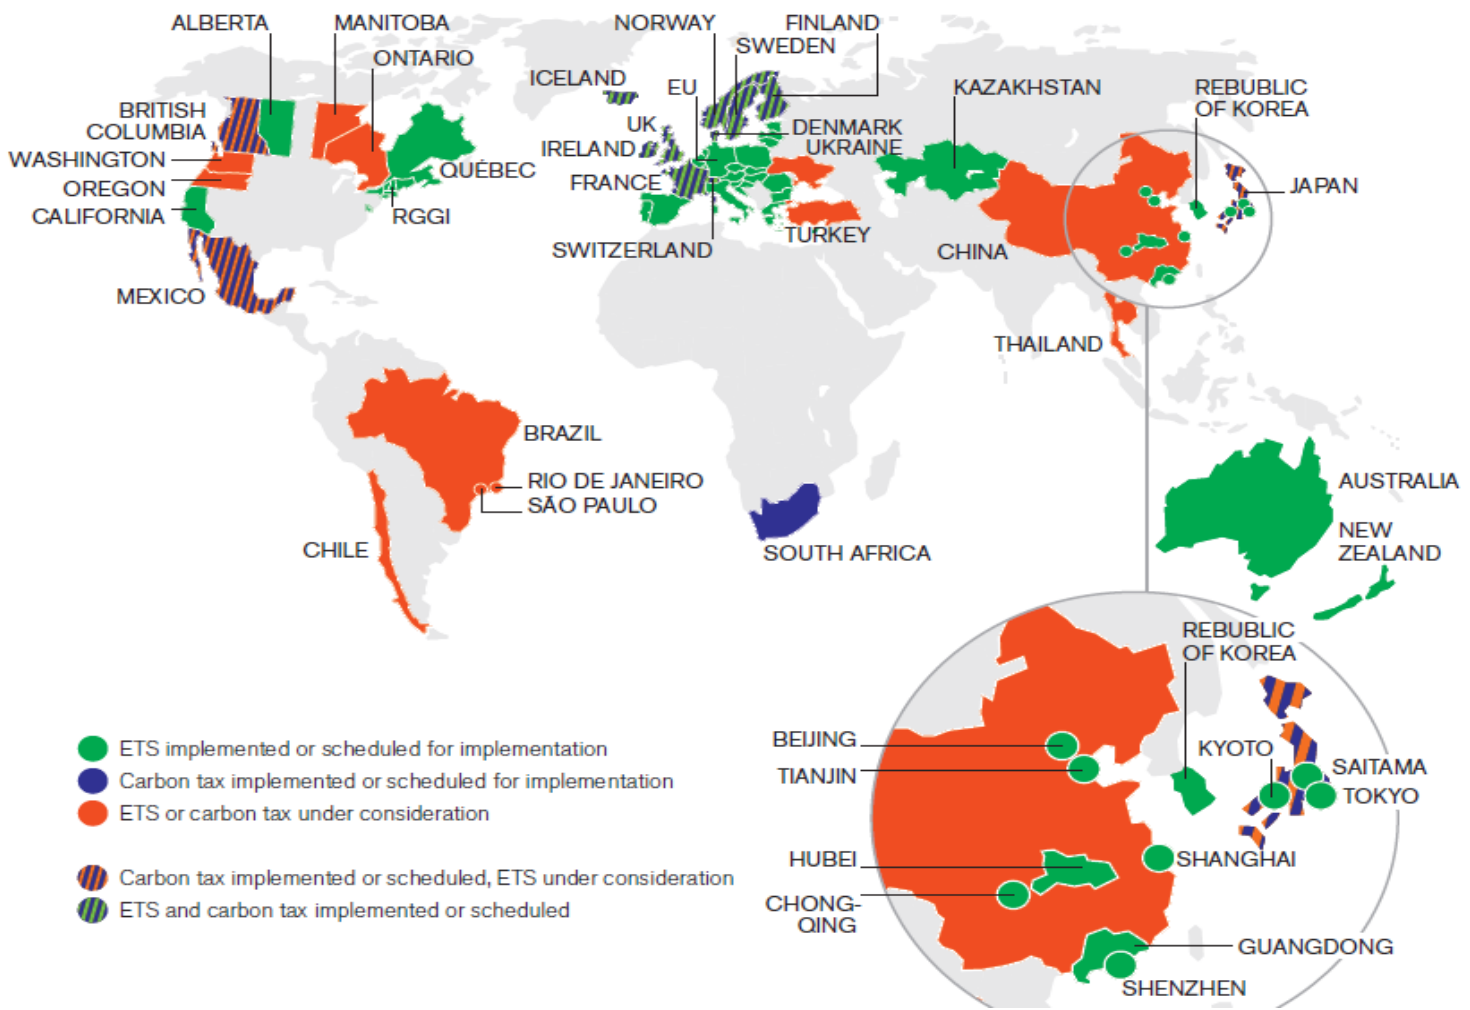 ALBERTA
MANITOBA
ONTARIO
NORWAY
FINLAND
SWEDEN
ICELAND
EU
KAZAKHSTAN
REBUBLIC
OF KOREA
BRITISH
COLUMBIA
UK
DENMARK
UKRAINE
WASHINGTON
IRELAND
QUÉBEC
OREGON
FRANCE
JAPAN
CALIFORNIA
RGGI
SWITZERLAND
TURKEY
CHINA
MEXICO
THAILAND
BRAZIL
RIO DE JANEIRO
SÃO PAULO
AUSTRALIA
CHILE
SOUTH AFRICA
NEW
ZEALAND
REBUBLIC
OF KOREA
BEIJING
TIANJIN
KYOTO
SAITAMA
TOKYO
HUBEI
SHANGHAI
CHONG-
QING
GUANGDONG
SHENZHEN
ETS implemented or scheduled for implementation
Carbon tax implemented or scheduled for implementation
ETS or carbon tax under consideration
Carbon tax implemented or scheduled, ETS under consideration
ETS and carbon tax implemented or scheduled